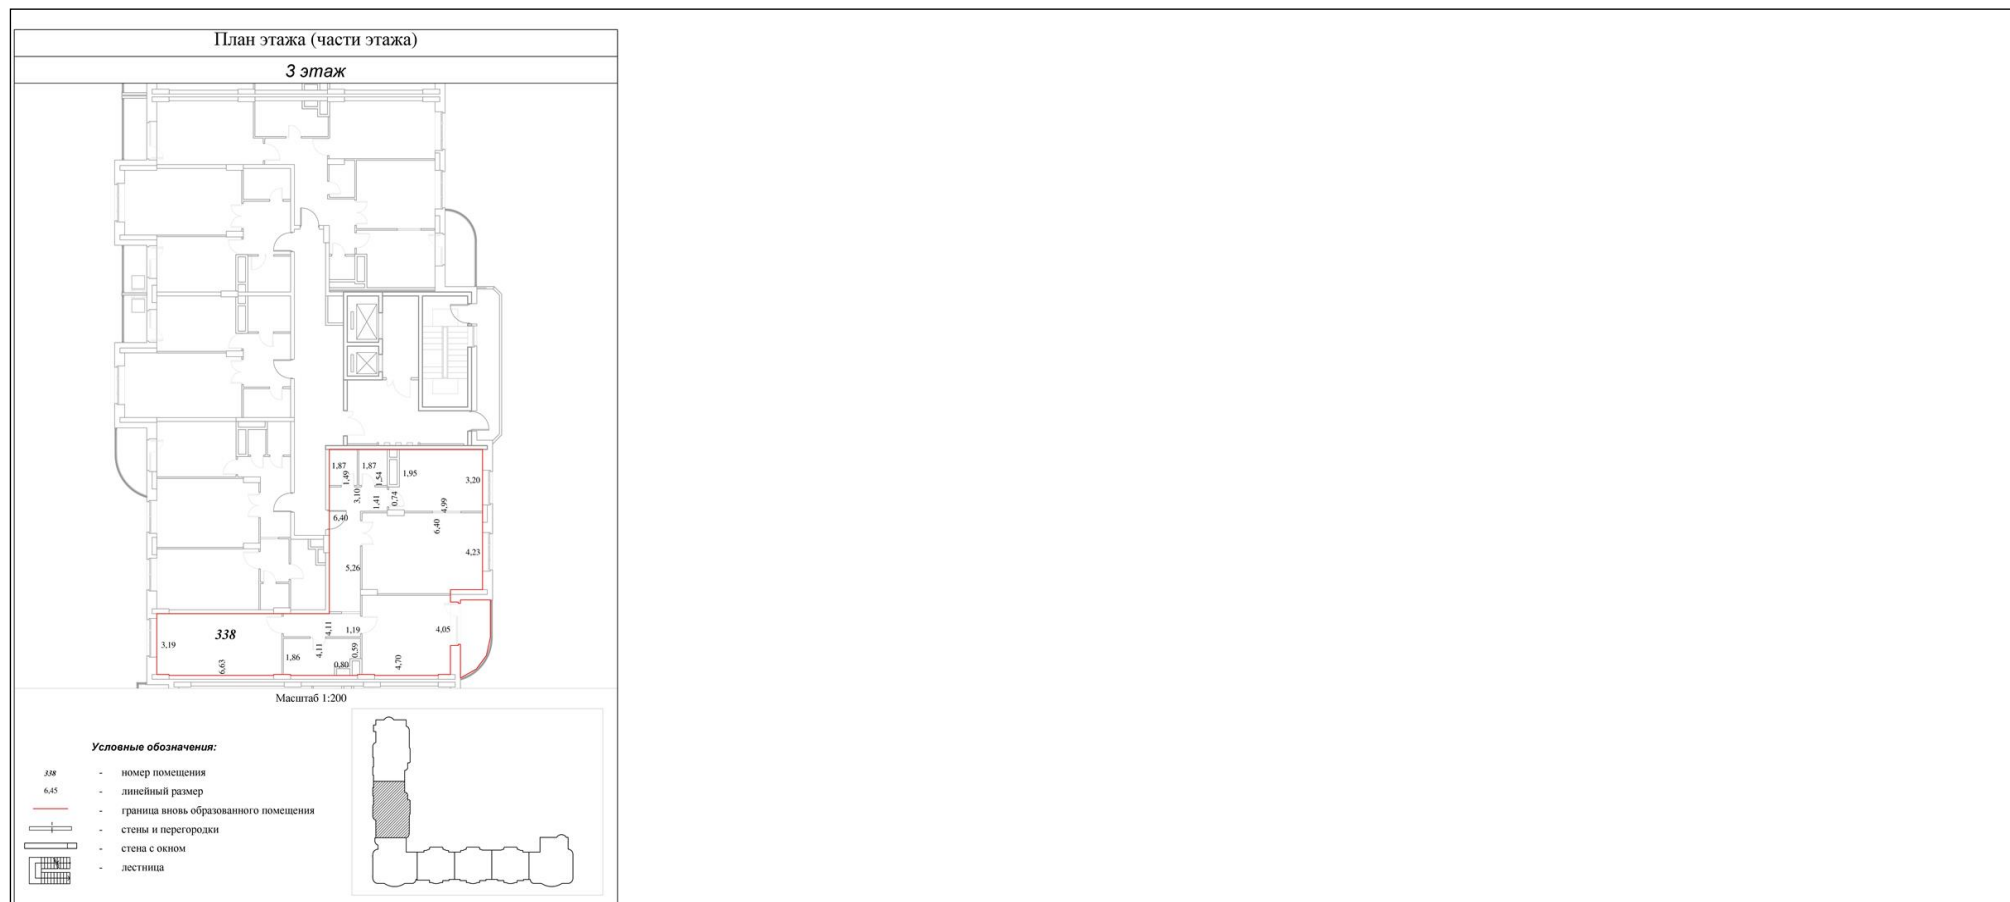 План этажа (части этажа)
3 этаж
1,87
1,49
1,87
1,54
1,95
3,20
3,10
1,41
0,74
4,99
6,40
6,40
4,23
5,26
338
4,11
1,19
4,05
3,19
6,63
1,86
4,11
0,59
0,80
4,70
Масштаб 1:200
Условные обозначения:
338 - номер помещения
6,45 - линейный размер
- граница вновь образованного помещения
- стены и перегородки
- стена с окном
- лестница